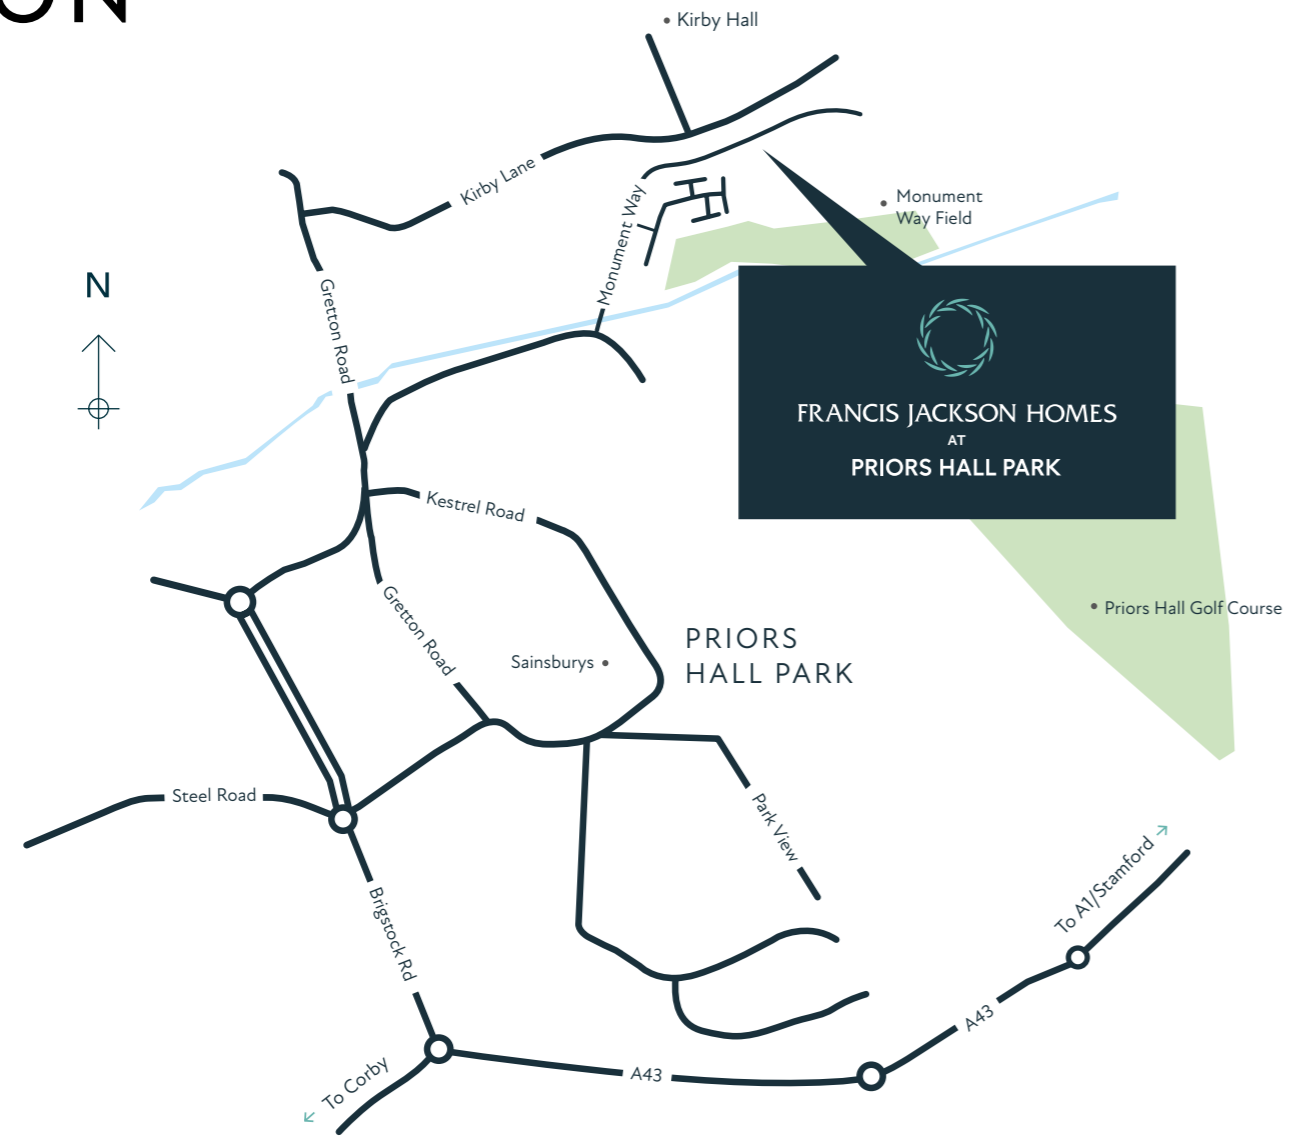 ON
Kirby Hall
Kirby Lane
Monument Way
Monument
Way Field
N
Gretton Road
FRANCIS JACKSON HOMES
AT
PRIORS HALL PARK
Kestrel Road
Gretton Road
Sainsburys
PRIORS
HALL PARK
Priors Hall Golf Course
Steel Road
Park View
Brigstock Rd
To A1/Stamford
A43
A43
To Corby